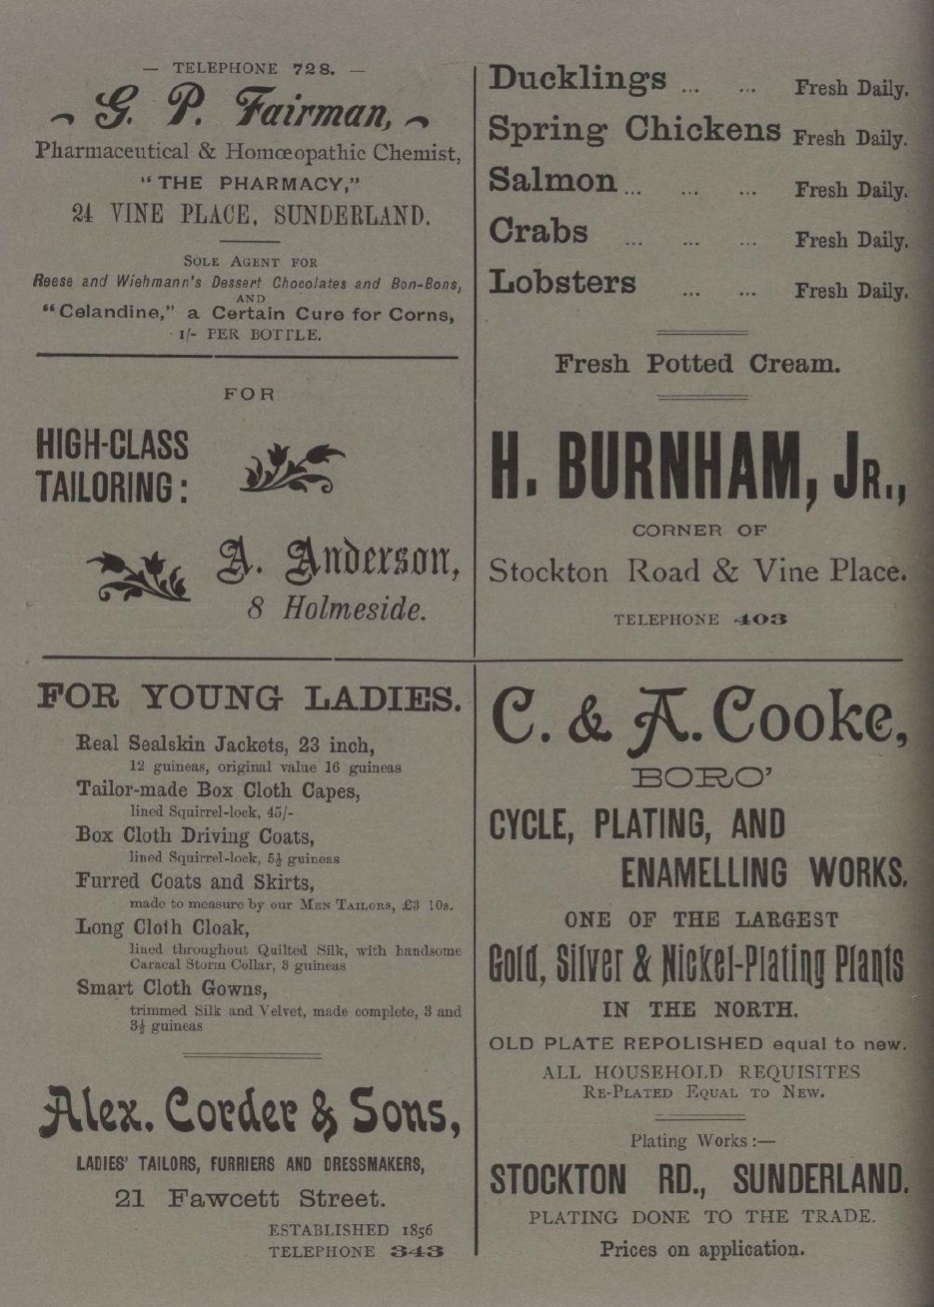 — TELEPHONE 728. —
G. P. Fairman,
Pharmaceutical & Homœopathic Chemist,
"THE PHARMACY,"
24 VINE PLACE, SUNDERLAND.
SOLE AGENT FOR
Reese and Wiehmann's Dessert Chocolates and Bon-Bons,
AND
"Celandine," a Certain Cure for Corns,
1/- PER BOTTLE.
FOR
HIGH-CLASS
TAILORING:
A. Anderson,
8 Holmeside.
Ducklings ... ... Fresh Daily.
Spring Chickens Fresh Daily.
Salmon ... ... ... Fresh Daily.
Crabs ... ... ... Fresh Daily.
Lobsters ... ... Fresh Daily.
Fresh Potted Cream.
H. BURNHAM, JR.,
CORNER OF
Stockton Road & Vine Place.
TELEPHONE 403
FOR YOUNG LADIES.
Real Sealskin Jackets, 23 inch,
12 guineas, original value 16 guineas
Tailor-made Box Cloth Capes,
lined Squirrel-lock, 45/-
Box Cloth Driving Coats,
lined Squirrel-lock, 5½ guineas
Furred Coats and Skirts,
made to measure by our MEN TAILORS, £3 10s.
Long Cloth Cloak,
lined throughout Quilted Silk, with handsome
Caracal Storm Collar, 3 guineas
Smart Cloth Gowns,
trimmed Silk and Velvet, made complete, 3 and
3½ guineas
Alex. Corder & Sons,
LADIES' TAILORS, FURRIERS AND DRESSMAKERS,
21 Fawcett Street.
ESTABLISHED 1856
TELEPHONE 343
C. & A. Cooke,
BORO'
CYCLE, PLATING, AND
ENAMELLING WORKS.
ONE OF THE LARGEST
Gold, Silver & Nickel-Plating Plants
IN THE NORTH.
OLD PLATE REPOLISHED equal to new.
ALL HOUSEHOLD REQUISITES
RE-PLATED EQUAL TO NEW.
Plating Works:—
STOCKTON RD., SUNDERLAND.
PLATING DONE TO THE TRADE.
Prices on application.